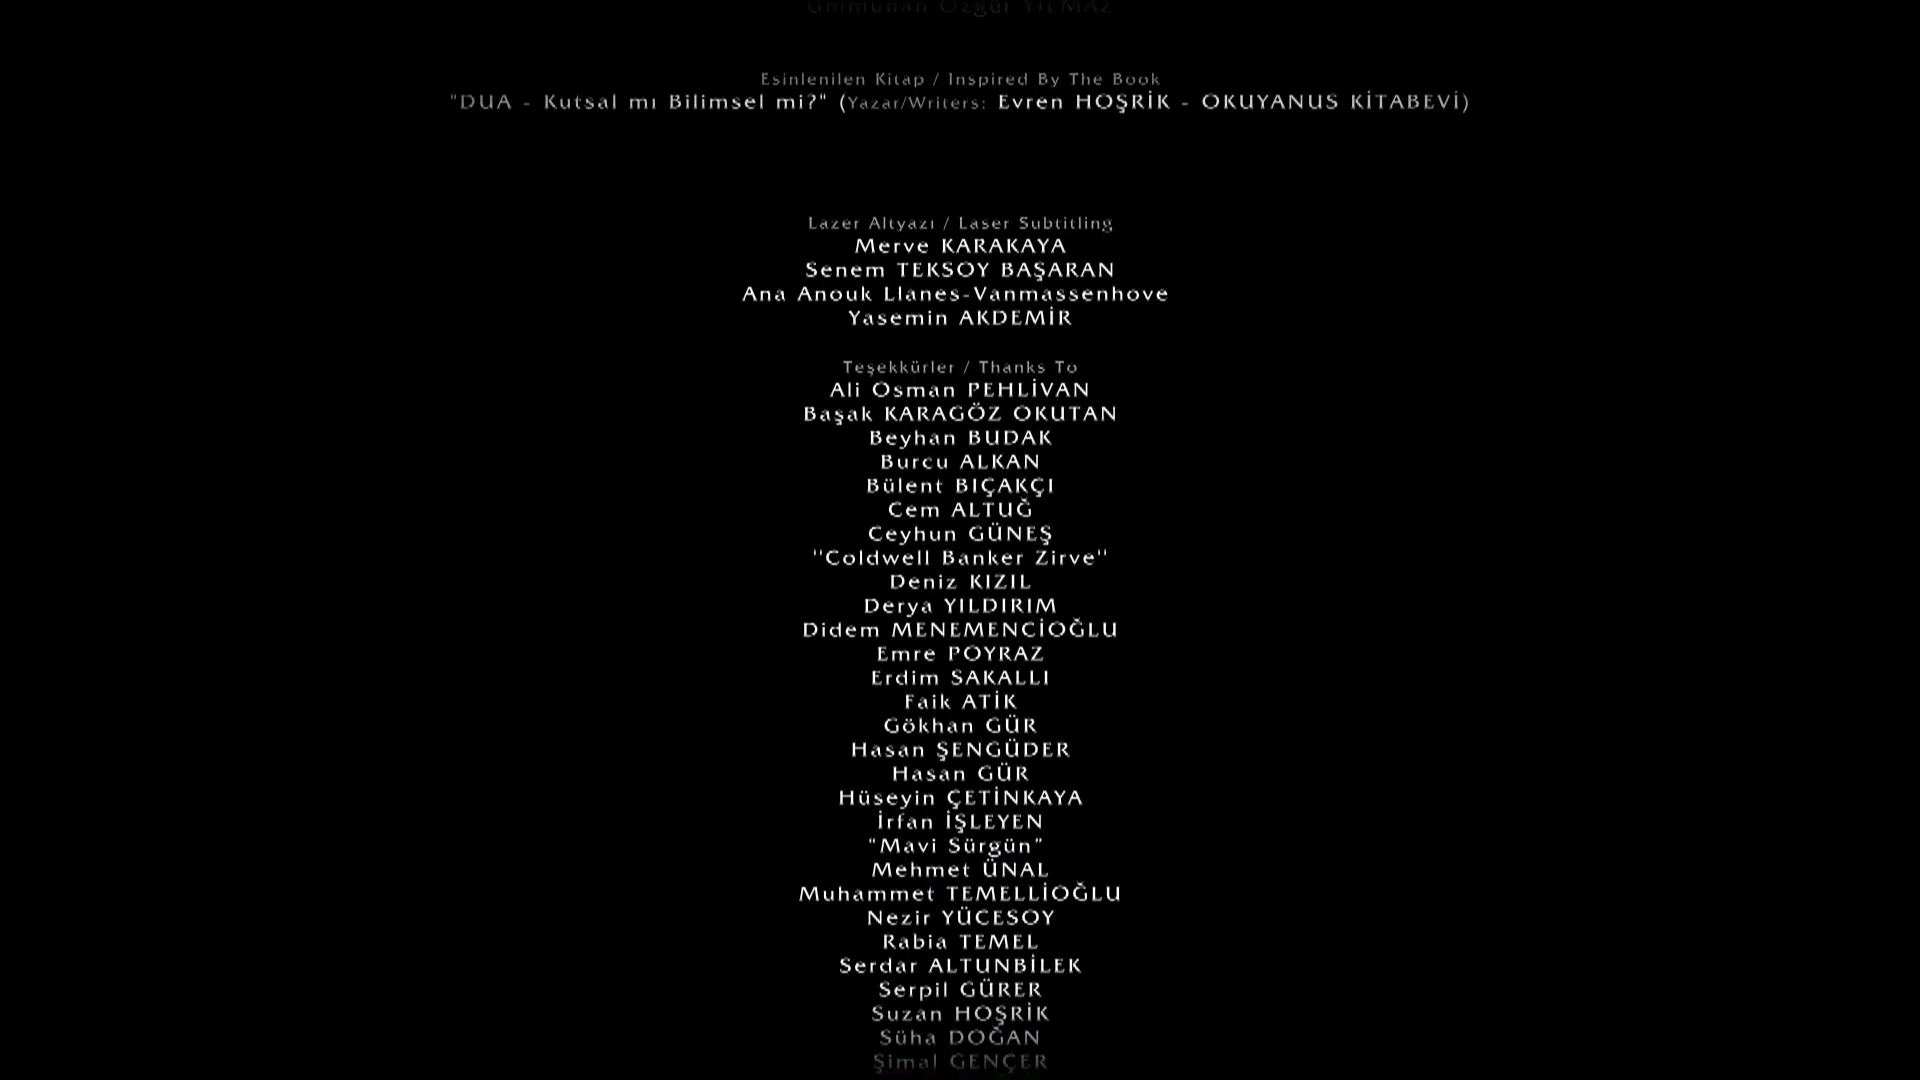 Ümmühan Özgür YILMAZ
Esinlenilen Kitap / Inspired By The Book
"DUA - Kutsal mı Bilimsel mi?" (Yazar/Writers: Evren HOŞRİK - OKUYANUS KİTABEVİ)
Lazer Altyazı / Laser Subtitling
Merve KARAKAYA
Senem TEKSOY BAŞARAN
Ana Anouk Llanes-Vanmassenhove
Yasemin AKDEMİR
Teşekkürler / Thanks To
Ali Osman PEHLİVAN
Başak KARAGÖZ OKUTAN
Beyhan BUDAK
Burcu ALKAN
Bülent BIÇAKÇI
Cem ALTUĞ
Ceyhun GÜNEŞ
''Coldwell Banker Zirve''
Deniz KIZIL
Derya YILDIRIM
Didem MENEMENCİOĞLU
Emre POYRAZ
Erdim SAKALLI
Faik ATİK
Gökhan GÜR
Hasan ŞENGÜDER
Hasan GÜR
Hüseyin ÇETİNKAYA
İrfan İŞLEYEN
“Mavi Sürgün”
Mehmet ÜNAL
Muhammet TEMELLİOĞLU
Nezir YÜCESOY
Rabia TEMEL
Serdar ALTUNBİLEK
Serpil GÜRER
Suzan HOŞRİK
Süha DOĞAN
Şimal GENÇER